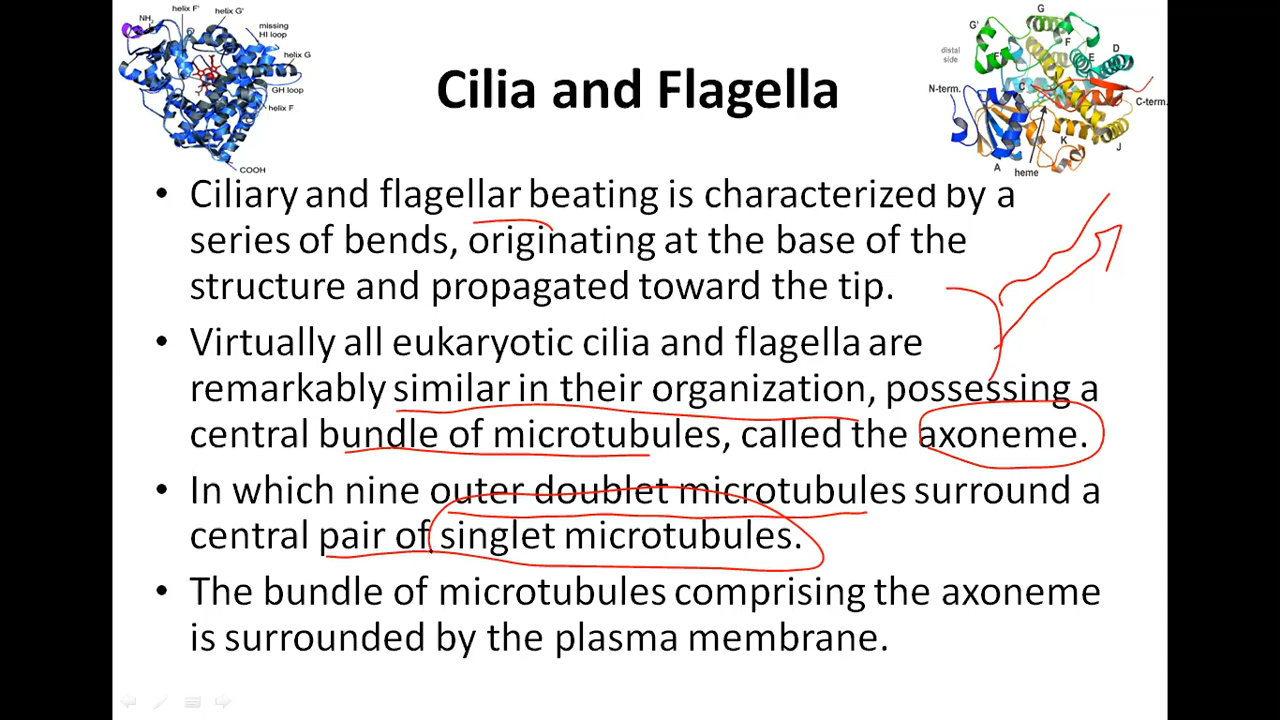 NH₂
helix F'
helix G'
missing
HI loop
helix G
GH loop
helix F
COOH
G
G'
F
D
distal
side
F'
E
N-term.
C
C-term.
K
J
A
heme
Cilia and Flagella
• Ciliary and flagellar beating is characterized by a
series of bends, originating at the base of the
structure and propagated toward the tip.
• Virtually all eukaryotic cilia and flagella are
remarkably similar in their organization, possessing a
central bundle of microtubules, called the axoneme.
• In which nine outer doublet microtubules surround a
central pair of singlet microtubules.
• The bundle of microtubules comprising the axoneme
is surrounded by the plasma membrane.